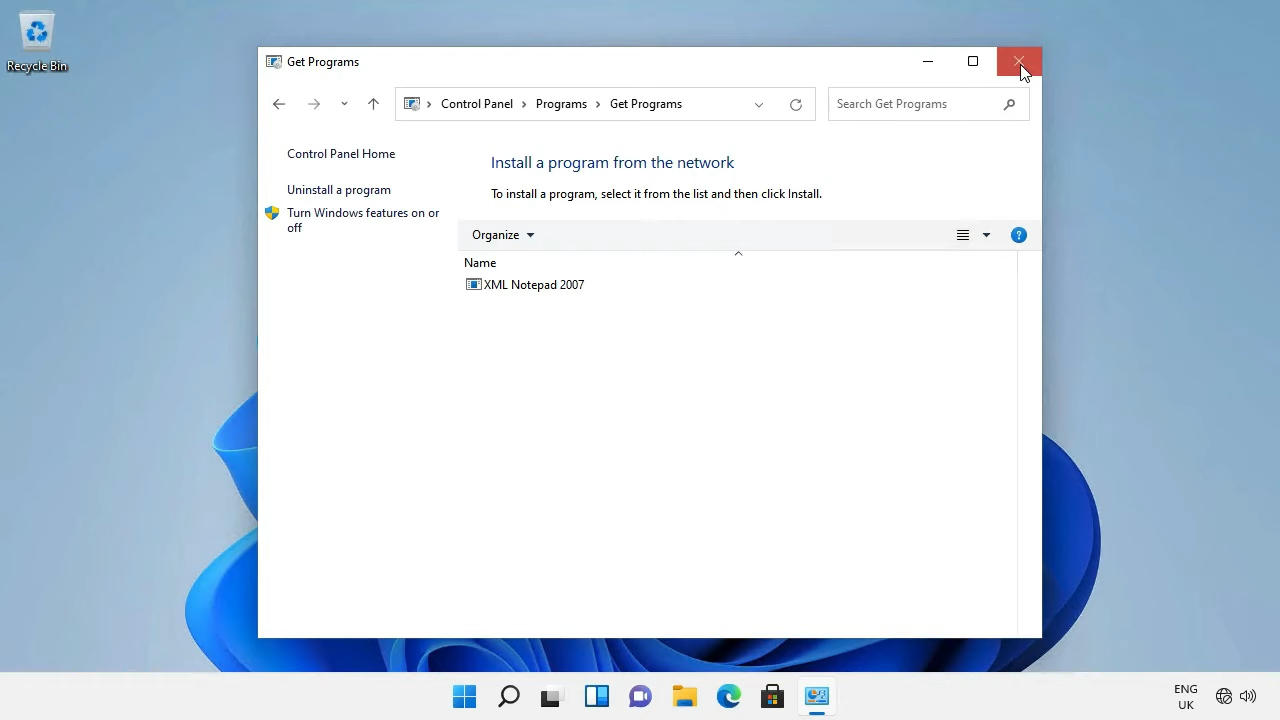 Recycle Bin
Get Programs
Control Panel
Programs
Get Programs
Search Get Programs
Control Panel Home
Uninstall a program
Turn Windows features on or
off
Install a program from the network
To install a program, select it from the list and then click Install.
Organize
Name
XML Notepad 2007
ENG
UK